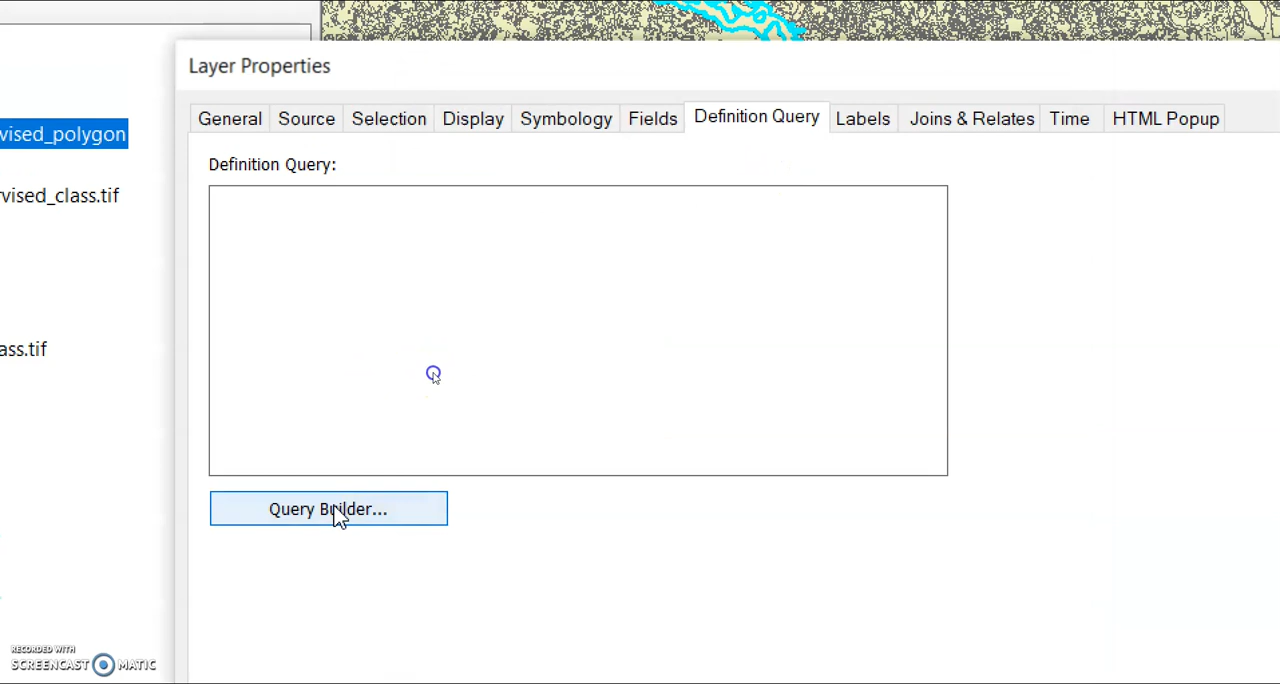 Layer Properties
General Source Selection Display Symbology Fields Definition Query Labels Joins & Relates Time HTML Popup
vised_polygon
Definition Query:
rvised_class.tif
ass.tif
Query Builder...
RECORDED WITH
SCREENCAST MATIC